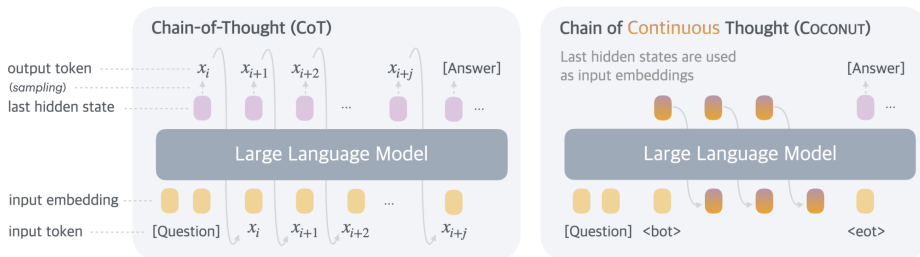 Chain-of-Thought (CoT)
output token x_i x_{i+1} x_{i+2} x_{i+j} [Answer]
(sampling)
last hidden state ... ...
Large Language Model
input embedding ...
input token [Question] x_i x_{i+1} x_{i+2} x_{i+j}
Chain of Continuous Thought (COCONUT)
Last hidden states are used
as input embeddings
[Answer]
...
Large Language Model
[Question] <bot> <eot>